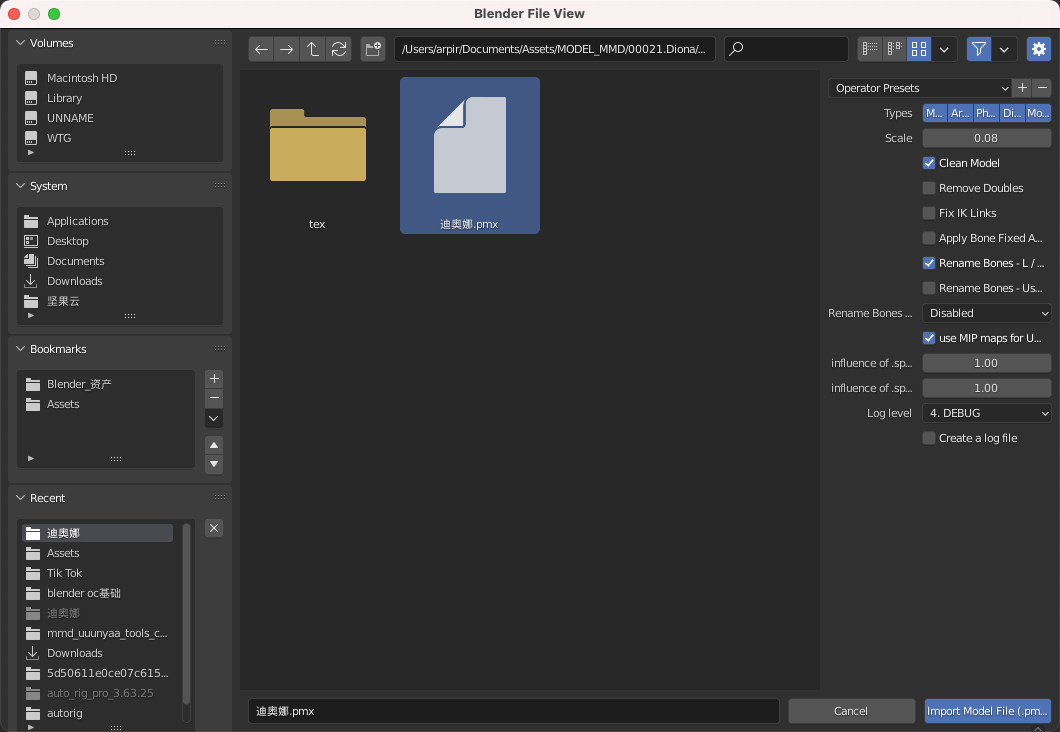 Blender File View
Volumes
Macintosh HD
Library
UNNAME
WTG
System
Applications
Desktop
Documents
Downloads
坚果云
Bookmarks
Blender_资产
Assets
Recent
迪奥娜
Assets
Tik Tok
blender oc基础
迪奥娜
mmd_uuunyaa_tools_c...
Downloads
5d50611e0ce07c615...
auto_rig_pro_3.63.25
autorig
/Users/arpir/Documents/Assets/MODEL_MMD/00021.Diona/...
tex
迪奥娜.pmx
Operator Presets
Types M... Ar... Ph... Di... Mo...
Scale 0.08
Clean Model
Remove Doubles
Fix IK Links
Apply Bone Fixed A...
Rename Bones - L / ...
Rename Bones - Us...
Rename Bones ... Disabled
use MIP maps for U...
influence of .sp... 1.00
influence of .sp... 1.00
Log level 4. DEBUG
Create a log file
迪奥娜.pmx
Cancel
Import Model File (.pm...